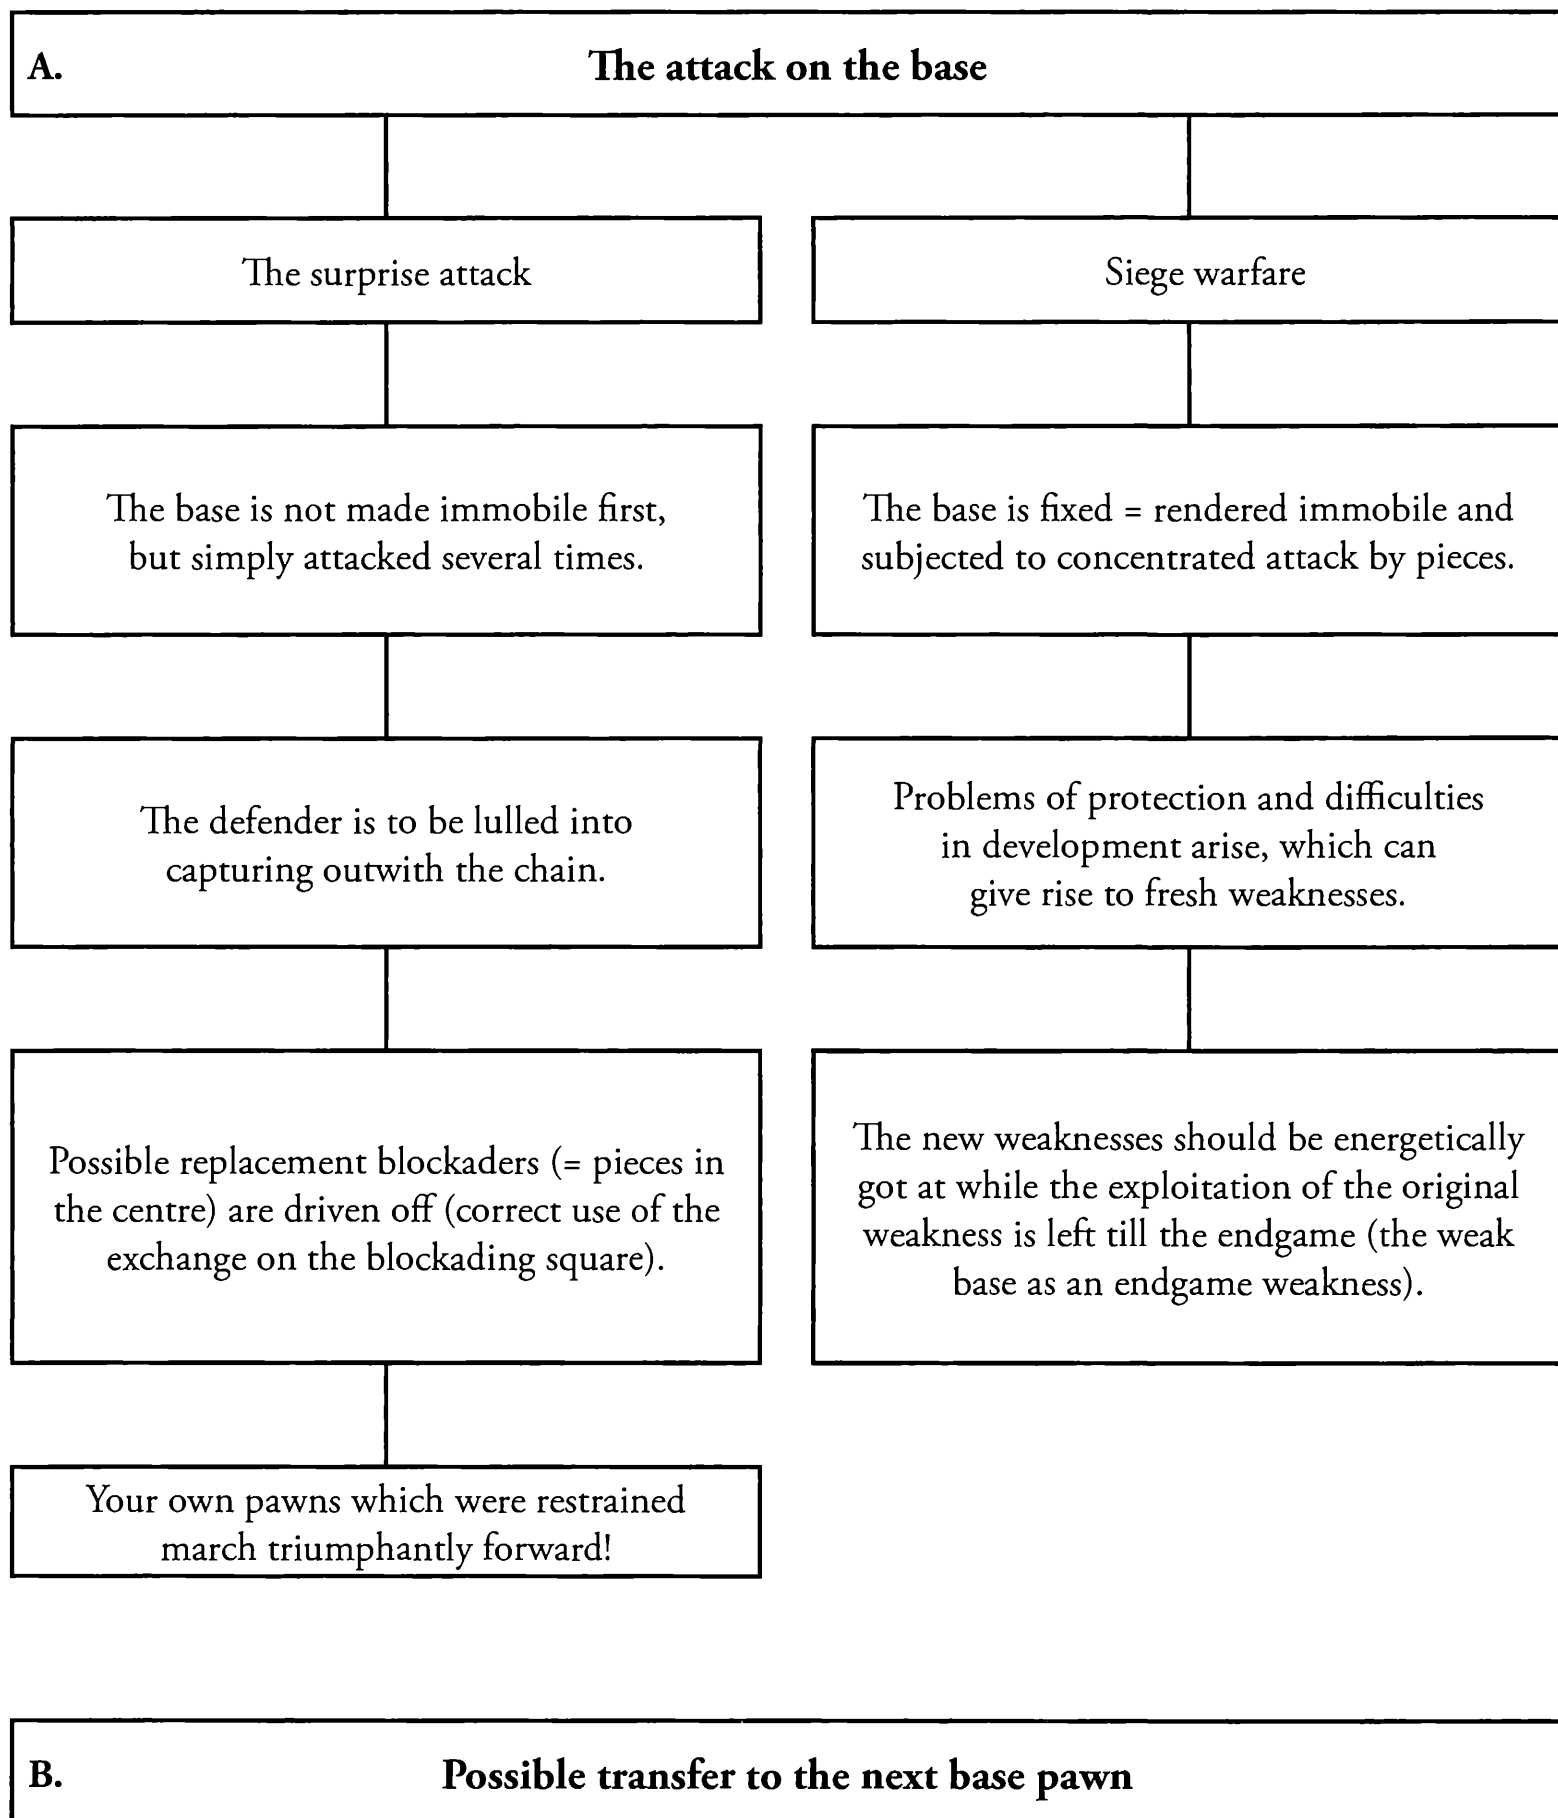 A. The attack on the base
The surprise attack
Siege warfare
The base is not made immobile first,
but simply attacked several times.
The base is fixed = rendered immobile and
subjected to concentrated attack by pieces.
The defender is to be lulled into
capturing outwith the chain.
Problems of protection and difficulties
in development arise, which can
give rise to fresh weaknesses.
Possible replacement blockaders (= pieces in
the centre) are driven off (correct use of the
exchange on the blockading square).
The new weaknesses should be energetically
got at while the exploitation of the original
weakness is left till the endgame (the weak
base as an endgame weakness).
Your own pawns which were restrained
march triumphantly forward!
B. Possible transfer to the next base pawn